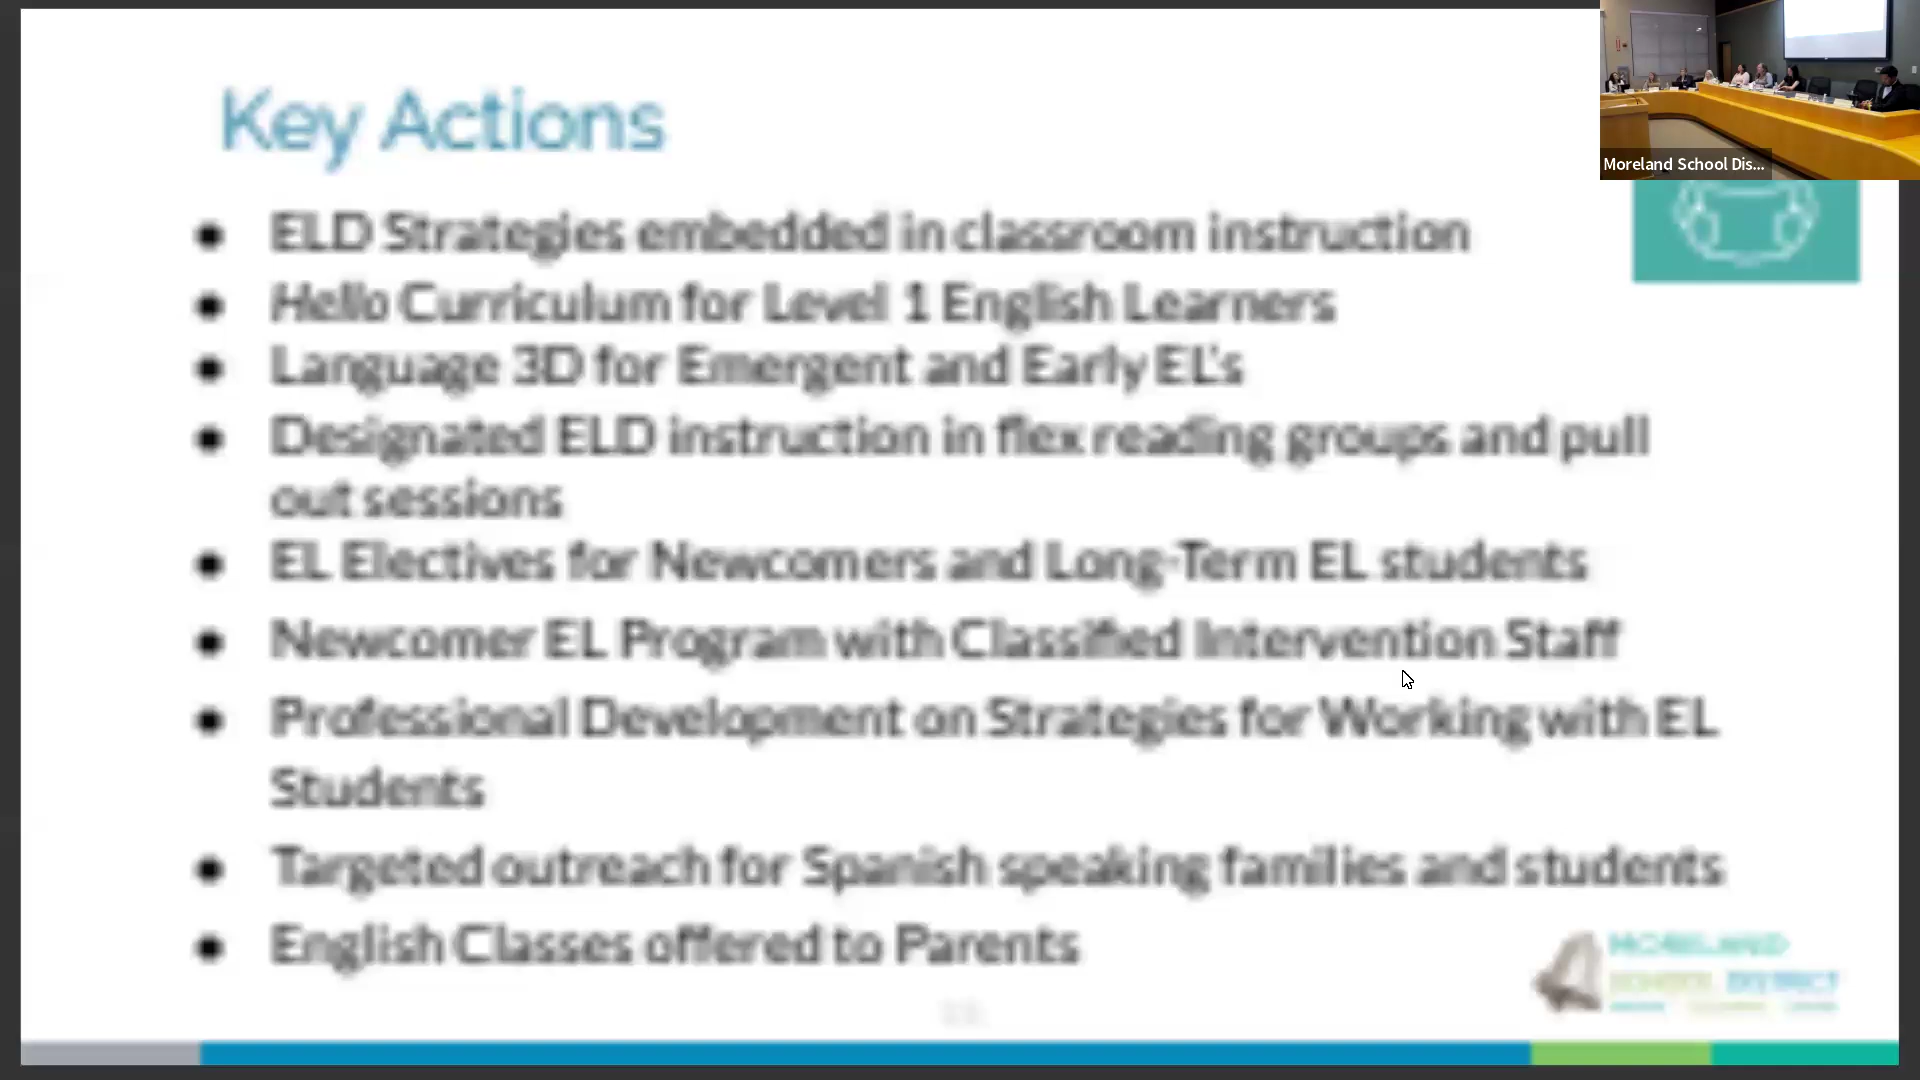 Key Actions
Moreland School Dis...
● ELD Strategies embedded in classroom instruction
● Hello Curriculum for Level 1 English Learners
● Language 3D for Emergent and Early EL's
● Designated ELD instruction in flex reading groups and pull
out sessions
● EL Electives for Newcomers and Long-Term EL students
● Newcomer EL Program with Classified Intervention Staff
● Professional Development on Strategies for Working with EL
Students
● Targeted outreach for Spanish speaking families and students
● English Classes offered to Parents
MORELAND
SCHOOL DISTRICT